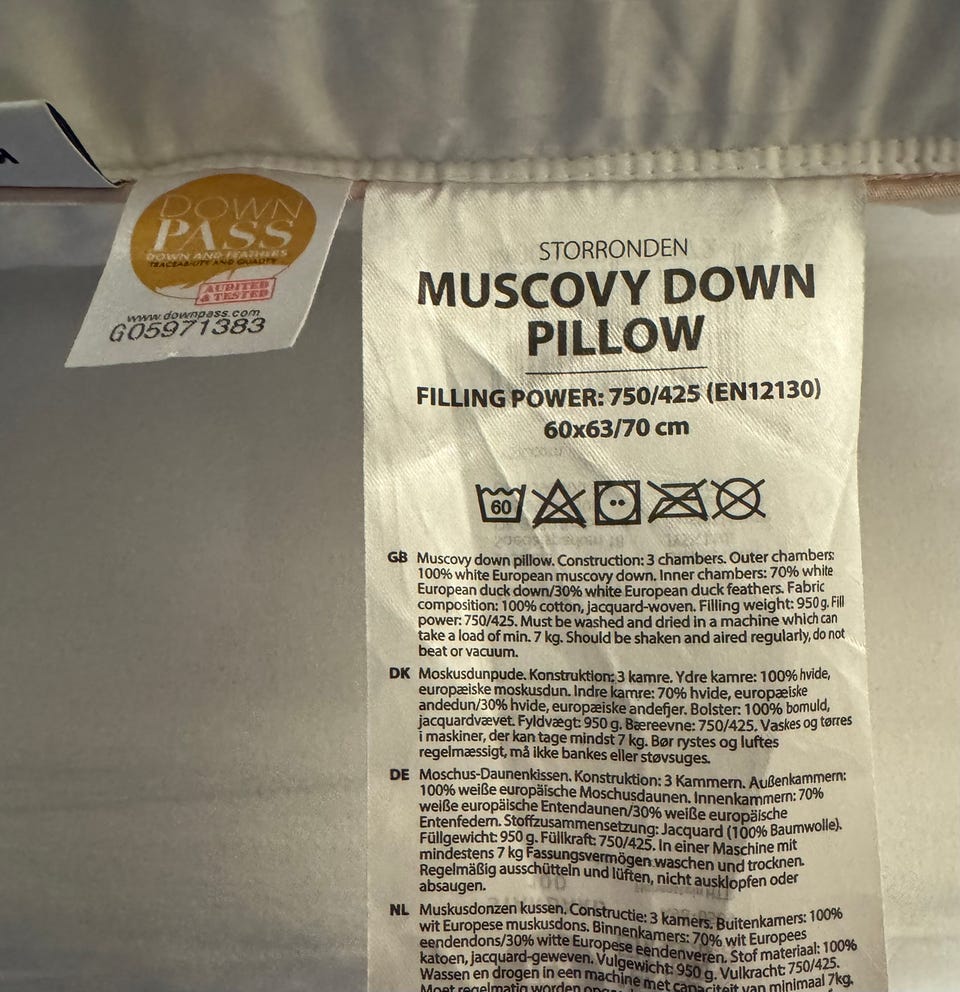 DOWN
PASS
DOWN AND FEATHERS
TRACEABILITY AND QUALITY
AUDITED
& TESTED
www.downpass.com
G05971383
STORRONDEN
MUSCOVY DOWN
PILLOW
FILLING POWER: 750/425 (EN12130)
60x63/70 cm
60
GB Muscovy down pillow. Construction: 3 chambers. Outer chambers:
100% white European muscovy down. Inner chambers: 70% white
European duck down/30% white European duck feathers. Fabric
composition: 100% cotton, jacquard-woven. Filling weight: 950 g. Fill
power: 750/425. Must be washed and dried in a machine which can
take a load of min. 7 kg. Should be shaken and aired regularly, do not
beat or vacuum.
DK Moskusdunpude. Konstruktion: 3 kamre. Ydre kamre: 100% hvide,
europæiske moskusdun. Indre kamre: 70% hvide, europæiske
andedun/30% hvide, europæiske andefjer. Bolster: 100% bomuld,
jacquardvævet. Fyldvægt: 950 g. Bæreevne: 750/425. Vaskes og tørres
i maskiner, der kan tage mindst 7 kg. Bør rystes og luftes
regelmæssigt, må ikke bankes eller støvsuges.
DE Moschus-Daunenkissen. Konstruktion: 3 Kammern. Außenkammern:
100% weiße europäische Moschusdaunen. Innenkammern: 70%
weiße europäische Entendaunen/30% weiße europäische
Entenfedern. Stoffzusammensetzung: Jacquard (100% Baumwolle).
Füllgewicht: 950 g. Füllkraft: 750/425. In einer Maschine mit
mindestens 7 kg Fassungsvermögen waschen und trocknen.
Regelmäßig ausschütteln und lüften, nicht ausklopfen oder
absaugen.
NL Muskusdonzen kussen. Constructie: 3 kamers. Buitenkamers: 100%
wit Europese muskusdons. Binnenkamers: 70% wit Europees
eendendons/30% witte Europese eendenveren. Stof materiaal: 100%
katoen, jacquard-geweven. Vulgewicht: 950 g. Vulkracht: 750/425.
Wassen en drogen in een machine met capaciteit van minimaal 7kg.
Moet regelmatig worden